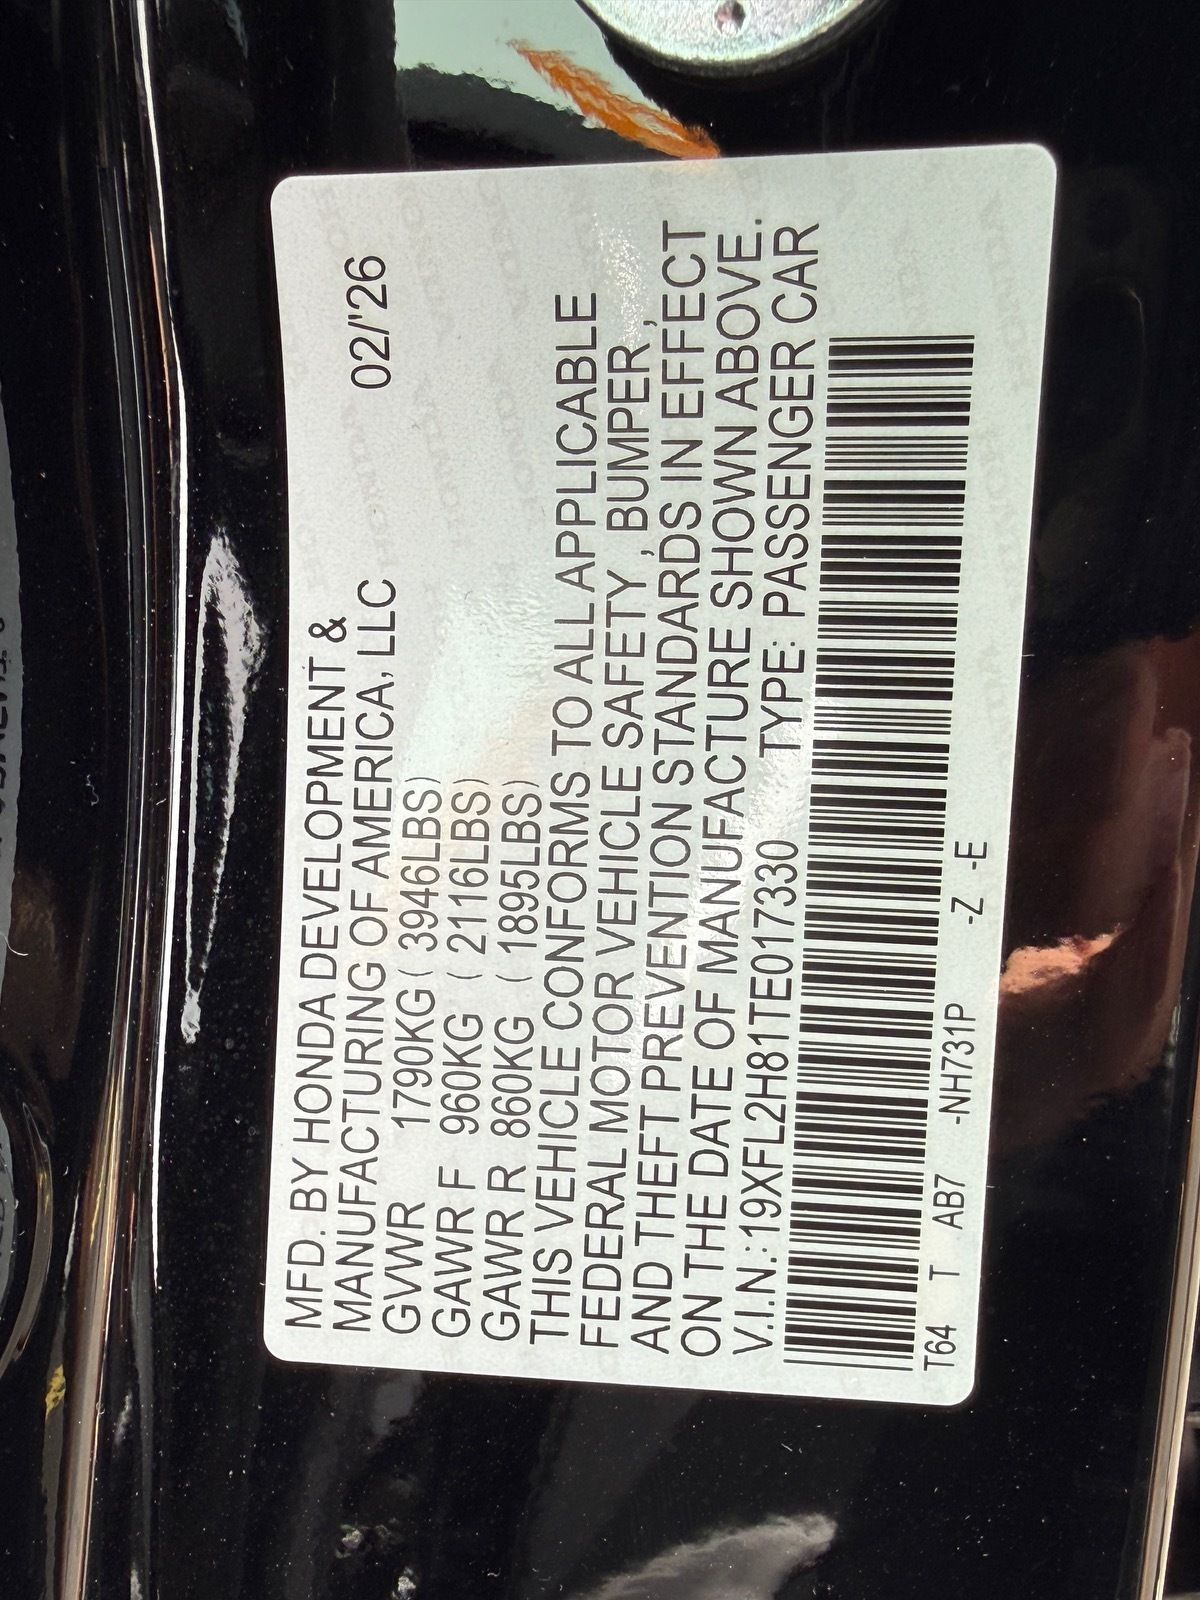 MFD. BY HONDA DEVELOPMENT &
MANUFACTURING OF AMERICA, LLC 02/'26
GVWR 1790KG ( 3946LBS)
GAWR F 960KG ( 2116LBS)
GAWR R 860KG ( 1895LBS)
THIS VEHICLE CONFORMS TO ALL APPLICABLE
FEDERAL MOTOR VEHICLE SAFETY , BUMPER ,
AND THEFT PREVENTION STANDARDS IN EFFECT
ON THE DATE OF MANUFACTURE SHOWN ABOVE.
V.I.N.:19XFL2H81TE017330 TYPE: PASSENGER CAR
T64 T AB7 -NH731P -Z -E